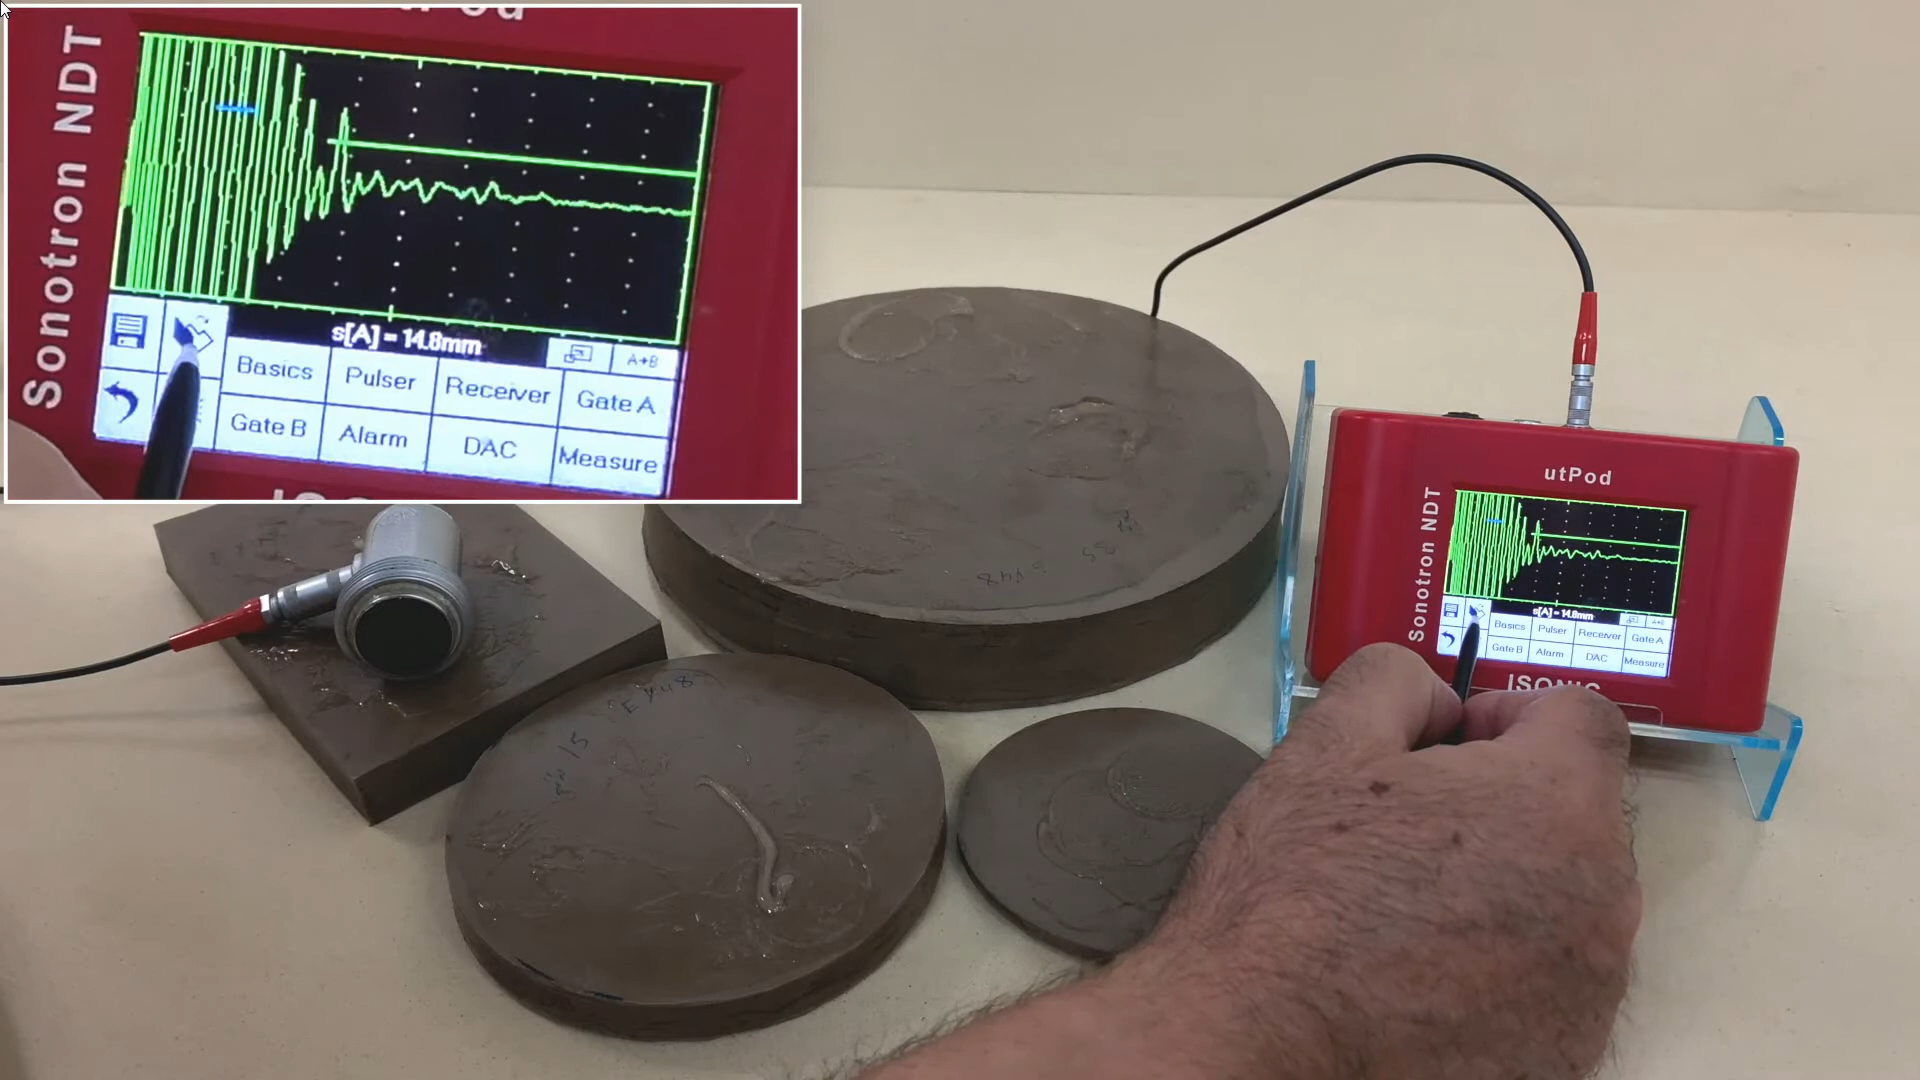 Sonotron NDT
s[A] = 14.8mm
A→B
Basics
Pulser
Receiver
Gate A
Gate B
Alarm
DAC
Measure
utPod
Sonotron NDT
s[A] = 14.8mm
A→B
Basics
Pulser
Receiver
Gate A
Gate B
Alarm
DAC
Measure
ISONIC